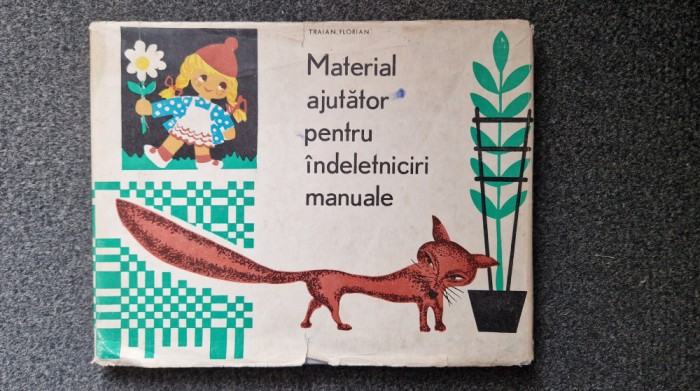 TRAIAN FLORIAN
Material
ajutător
pentru
îndeletniciri
manuale